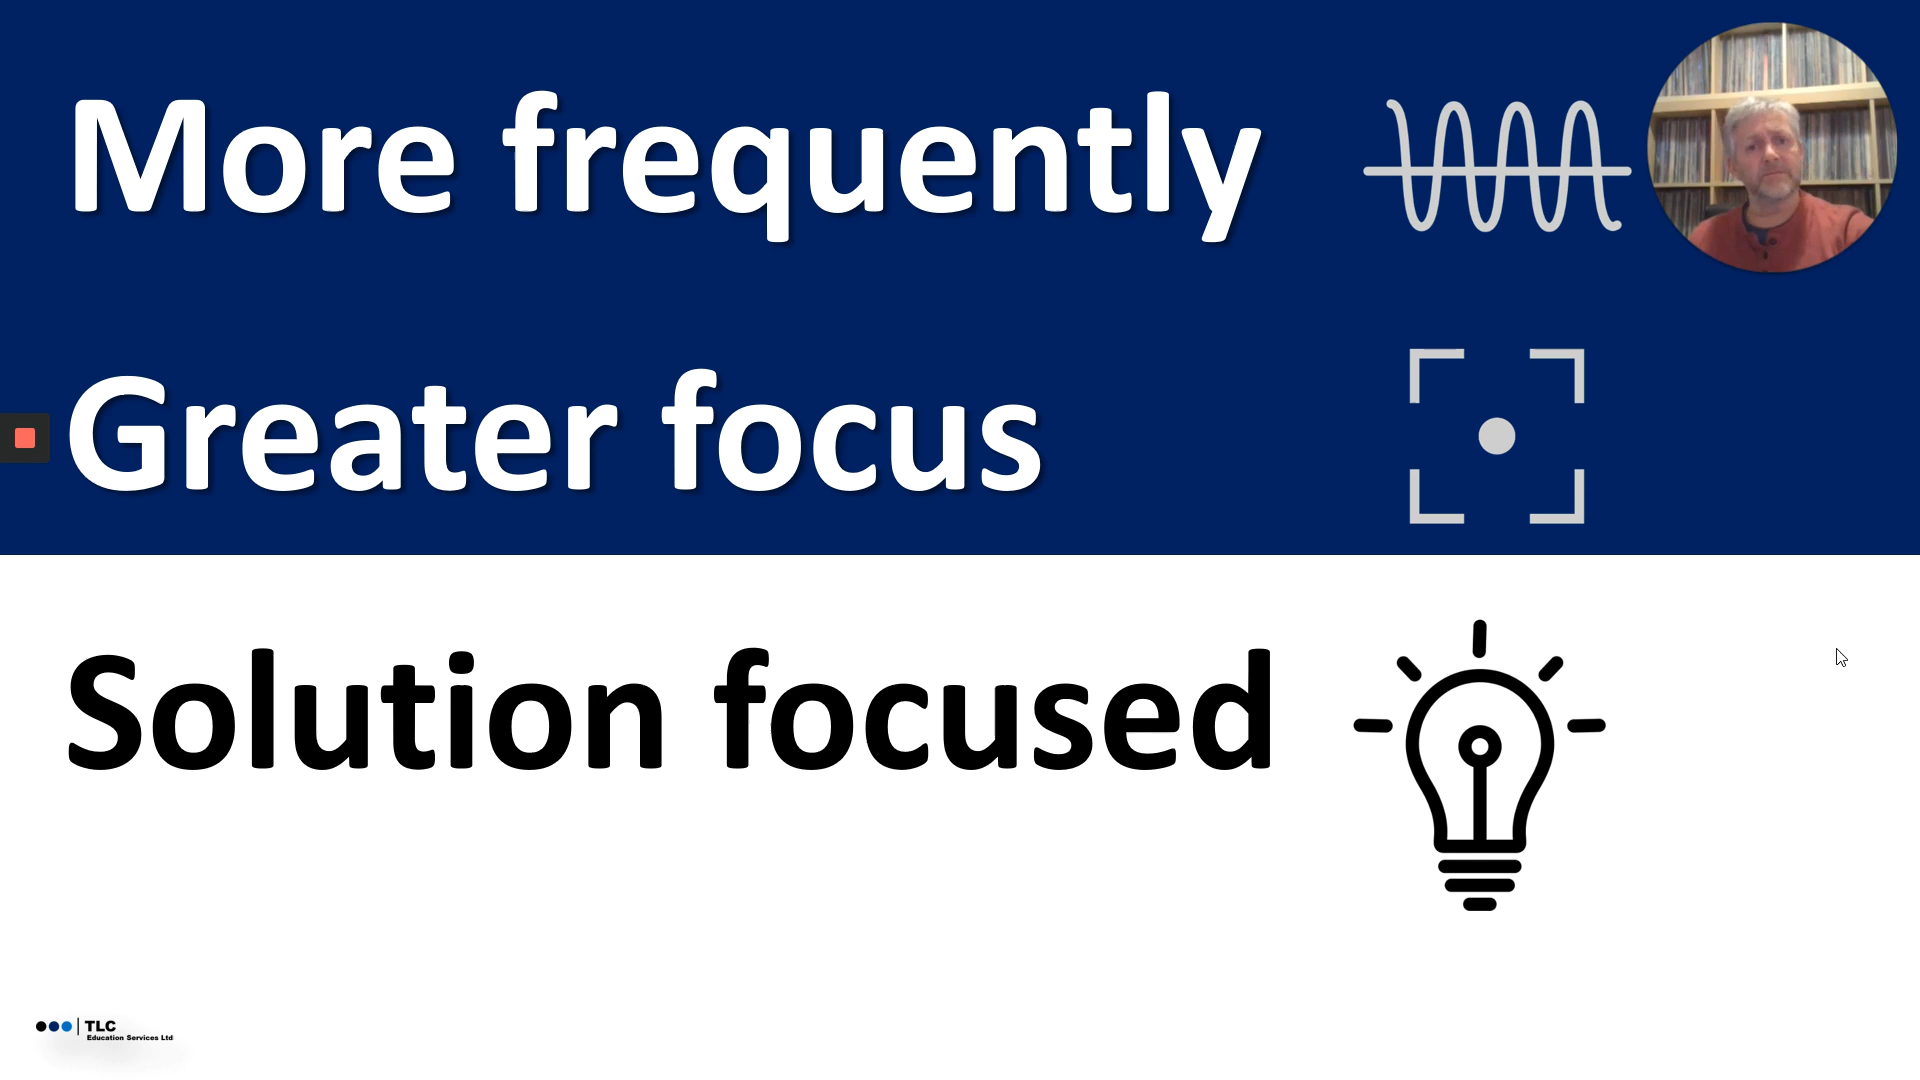 More frequently
Greater focus
Solution focused
TLC
Education Services Ltd